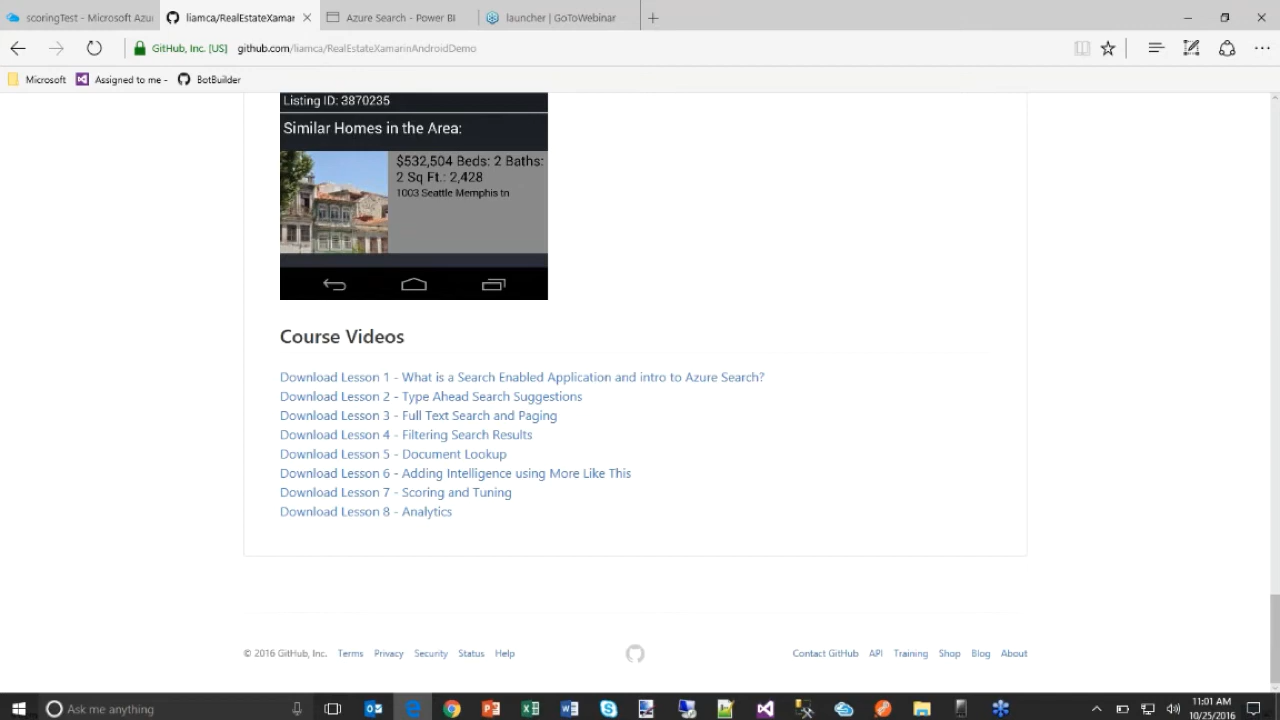 scoringTest - Microsoft Azur
liamca/RealEstateXamar
Azure Search - Power BI
launcher | GoToWebinar
GitHub, Inc. [US]
github.com/liamca/RealEstateXamarinAndroidDemo
Microsoft
Assigned to me -
BotBuilder
Listing ID: 3870235
Similar Homes in the Area:
$532,504 Beds: 2 Baths:
2 Sq Ft.: 2,428
1003 Seattle Memphis tn
Course Videos
Download Lesson 1 - What is a Search Enabled Application and intro to Azure Search?
Download Lesson 2 - Type Ahead Search Suggestions
Download Lesson 3 - Full Text Search and Paging
Download Lesson 4 - Filtering Search Results
Download Lesson 5 - Document Lookup
Download Lesson 6 - Adding Intelligence using More Like This
Download Lesson 7 - Scoring and Tuning
Download Lesson 8 - Analytics
© 2016 GitHub, Inc. Terms Privacy Security Status Help
Contact GitHub API Training Shop Blog About
Ask me anything
11:01 AM
10/25/2016